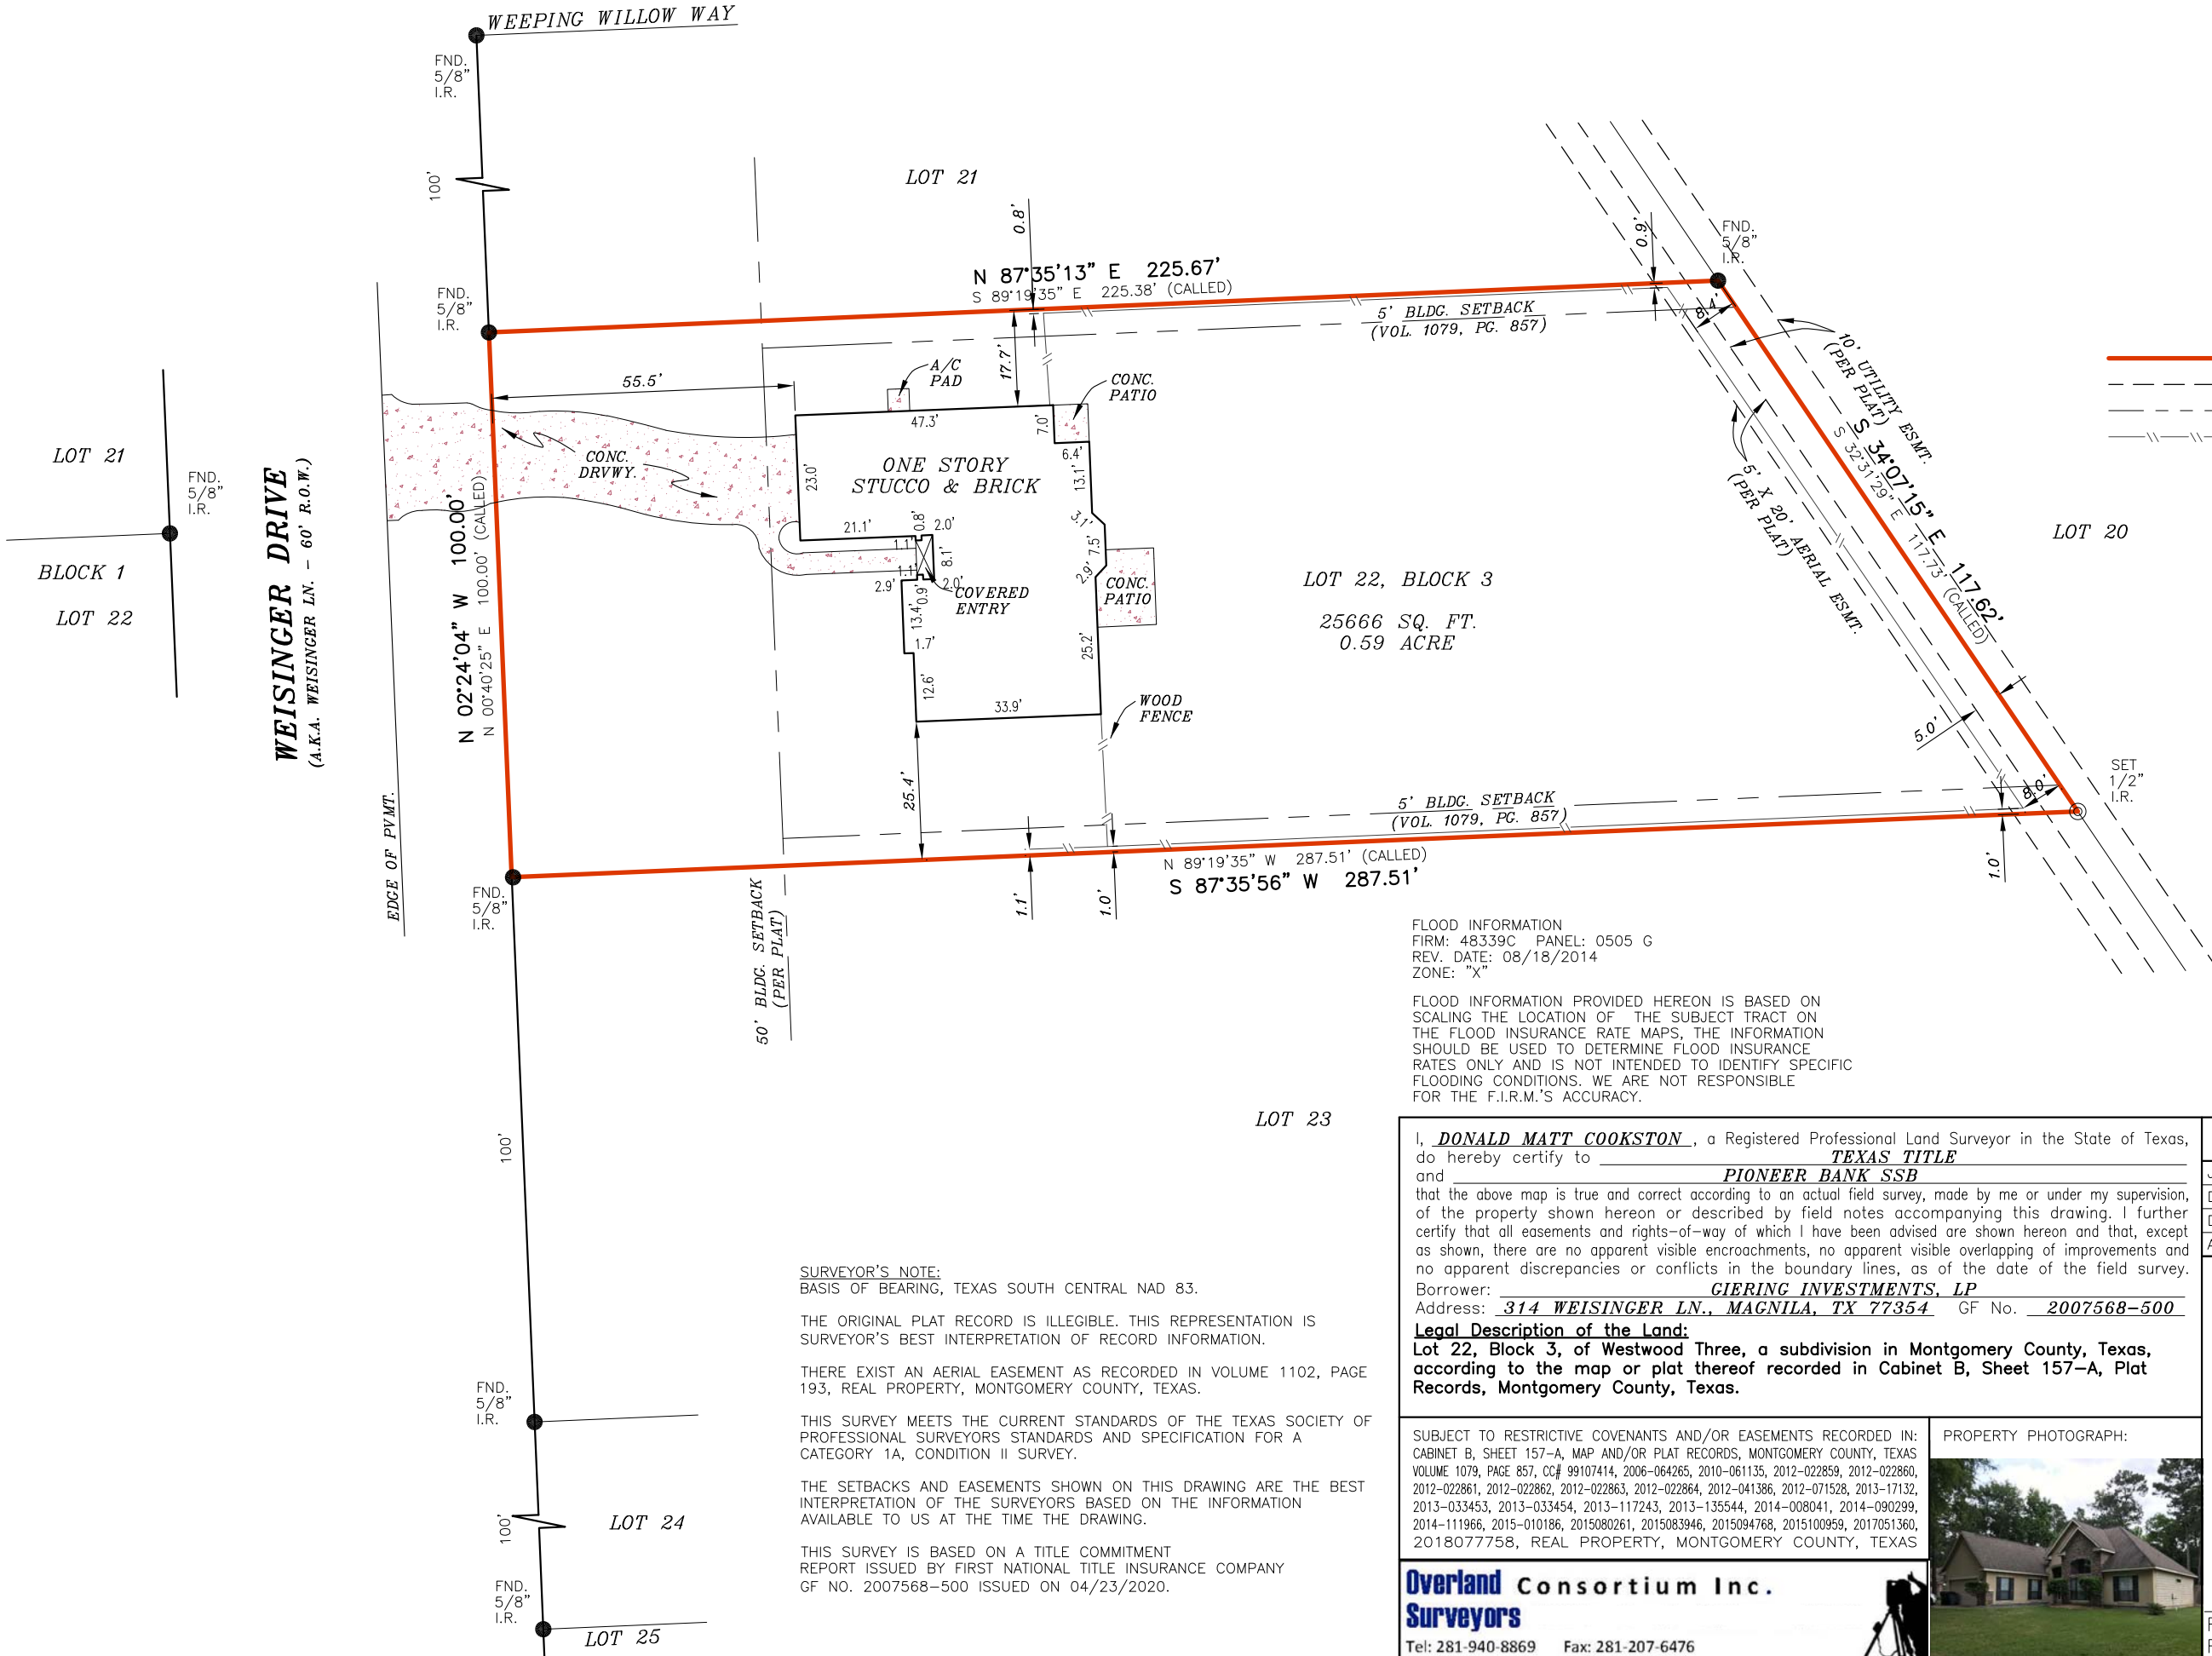 WEEPING WILLOW WAY
FND.
5/8"
I.R.
100'
LOT 21
0.8'
0.9'
FND.
5/8"
I.R.
N 87°35'13" E 225.67'
S 89°19'35" E 225.38' (CALLED)
FND.
5/8"
I.R.
5' BLDG. SETBACK
(VOL. 1079, PG. 857)
8.4'
10' UTILITY ESMT.
(PER PLAT)
17.7'
A/C
PAD
CONC.
PATIO
55.5'
47.3'
7.0'
6.4'
LOT 21
FND.
5/8"
I.R.
BLOCK 1
LOT 22
WEISINGER DRIVE
(A.K.A. WEISINGER LN. - 60' R.O.W.)
CONC.
DRVWY.
23.0'
ONE STORY
STUCCO & BRICK
13.1'
3.1'
7.5'
2.9'
21.1'
0.8'
2.0'
1.1'
8.1'
1.1'
2.0'
2.9'
0.9'
13.4'
COVERED
ENTRY
CONC.
PATIO
1.7'
25.2'
12.6'
33.9'
WOOD
FENCE
LOT 22, BLOCK 3
25666 SQ. FT.
0.59 ACRE
5' X 20' AERIAL ESMT.
(PER PLAT)
S 34°07'15" E 117.62'
S 32°31'29" E 117.73' (CALLED)
LOT 20
N 02°24'04" W 100.00'
N 00°40'25" E 100.00' (CALLED)
EDGE OF PVMT.
25.4'
5.0'
8.0'
SET
1/2"
I.R.
5' BLDG. SETBACK
(VOL. 1079, PG. 857)
FND.
5/8"
I.R.
1.1'
1.0'
1.0'
N 89°19'35" W 287.51' (CALLED)
S 87°35'56" W 287.51'
50' BLDG. SETBACK
(PER PLAT)
FLOOD INFORMATION
FIRM: 48339C PANEL: 0505 G
REV. DATE: 08/18/2014
ZONE: "X"
FLOOD INFORMATION PROVIDED HEREON IS BASED ON
SCALING THE LOCATION OF THE SUBJECT TRACT ON
THE FLOOD INSURANCE RATE MAPS, THE INFORMATION
SHOULD BE USED TO DETERMINE FLOOD INSURANCE
RATES ONLY AND IS NOT INTENDED TO IDENTIFY SPECIFIC
FLOODING CONDITIONS. WE ARE NOT RESPONSIBLE
FOR THE F.I.R.M.'S ACCURACY.
LOT 23
100'
I, DONALD MATT COOKSTON, a Registered Professional Land Surveyor in the State of Texas,
do hereby certify to TEXAS TITLE
and PIONEER BANK SSB
that the above map is true and correct according to an actual field survey, made by me or under my supervision,
of the property shown hereon or described by field notes accompanying this drawing. I further
certify that all easements and rights-of-way of which I have been advised are shown hereon and that, except
as shown, there are no apparent visible encroachments, no apparent visible overlapping of improvements and
no apparent discrepancies or conflicts in the boundary lines, as of the date of the field survey.
Borrower: GIERING INVESTMENTS, LP
Address: 314 WEISINGER LN., MAGNILA, TX 77354 GF No. 2007568-500
Legal Description of the Land:
Lot 22, Block 3, of Westwood Three, a subdivision in Montgomery County, Texas,
according to the map or plat thereof recorded in Cabinet B, Sheet 157-A, Plat
Records, Montgomery County, Texas.
SURVEYOR'S NOTE:
BASIS OF BEARING, TEXAS SOUTH CENTRAL NAD 83.
THE ORIGINAL PLAT RECORD IS ILLEGIBLE. THIS REPRESENTATION IS
SURVEYOR'S BEST INTERPRETATION OF RECORD INFORMATION.
THERE EXIST AN AERIAL EASEMENT AS RECORDED IN VOLUME 1102, PAGE
193, REAL PROPERTY, MONTGOMERY COUNTY, TEXAS.
THIS SURVEY MEETS THE CURRENT STANDARDS OF THE TEXAS SOCIETY OF
PROFESSIONAL SURVEYORS STANDARDS AND SPECIFICATION FOR A
CATEGORY 1A, CONDITION II SURVEY.
THE SETBACKS AND EASEMENTS SHOWN ON THIS DRAWING ARE THE BEST
INTERPRETATION OF THE SURVEYORS BASED ON THE INFORMATION
AVAILABLE TO US AT THE TIME THE DRAWING.
THIS SURVEY IS BASED ON A TITLE COMMITMENT
REPORT ISSUED BY FIRST NATIONAL TITLE INSURANCE COMPANY
GF NO. 2007568-500 ISSUED ON 04/23/2020.
FND.
5/8"
I.R.
100'
LOT 24
FND.
5/8"
I.R.
LOT 25
SUBJECT TO RESTRICTIVE COVENANTS AND/OR EASEMENTS RECORDED IN:
CABINET B, SHEET 157-A, MAP AND/OR PLAT RECORDS, MONTGOMERY COUNTY, TEXAS
VOLUME 1079, PAGE 857, CC# 99107414, 2006-064265, 2010-061135, 2012-022859, 2012-022860,
2012-022861, 2012-022862, 2012-022863, 2012-022864, 2012-041386, 2012-071528, 2013-17132,
2013-033453, 2013-033454, 2013-117243, 2013-135544, 2014-008041, 2014-090299,
2014-111966, 2015-010186, 2015080261, 2015083946, 2015094768, 2015100959, 2017051360,
2018077758, REAL PROPERTY, MONTGOMERY COUNTY, TEXAS
PROPERTY PHOTOGRAPH:
Overland Consortium Inc.
Surveyors
Tel: 281-940-8869 Fax: 281-207-6476